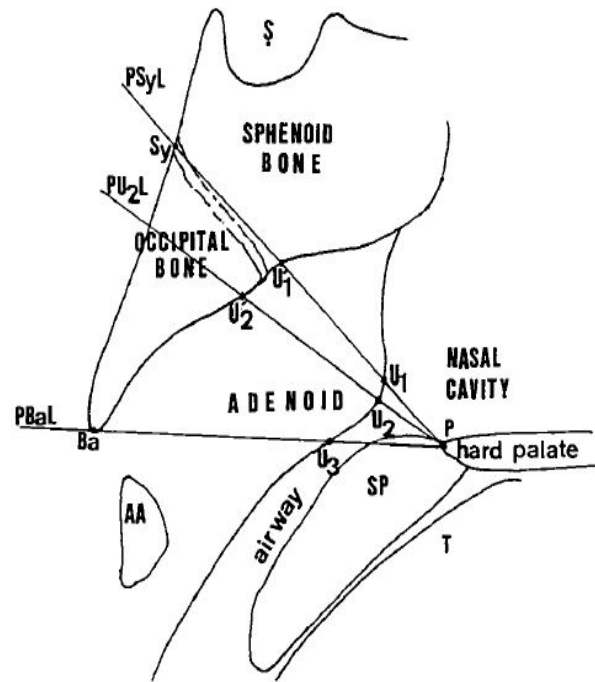 Ş
PSyL
SPHENOID
BONE
Sy
PU₂L
OCCIPITAL
BONE
U₁
U₂
U₁
NASAL
CAVITY
ADENOID
U₂
P
PBaL
Ba
U₃
hard palate
SP
AA
airway
T